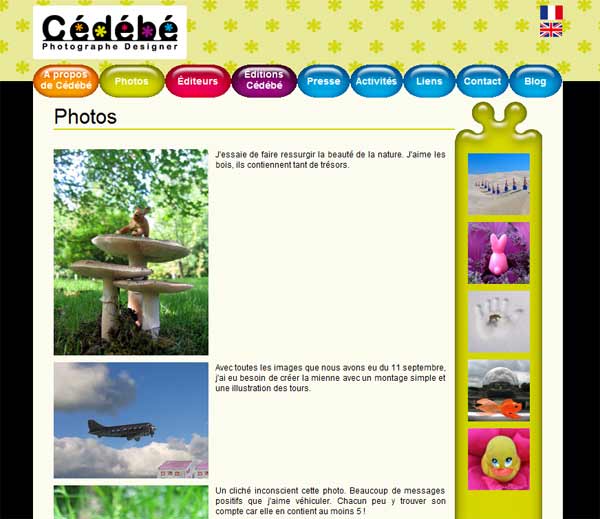 Cédébé
Photographe Designer
A propos
de Cédébé
Photos
Éditeurs
Editions
Cédébé
Presse
Activités
Liens
Contact
Blog
Photos
J'essaie de faire ressurgir la beauté de la nature. J'aime les
bois, ils contiennent tant de trésors.
Avec toutes les images que nous avons eu du 11 septembre,
j'ai eu besoin de créer la mienne avec un montage simple et
une illustration des tours.
Un cliché inconscient cette photo. Beaucoup de messages
positifs que j'aime véhiculer. Chacun peu y trouver son
compte car elle en contient au moins 5 !